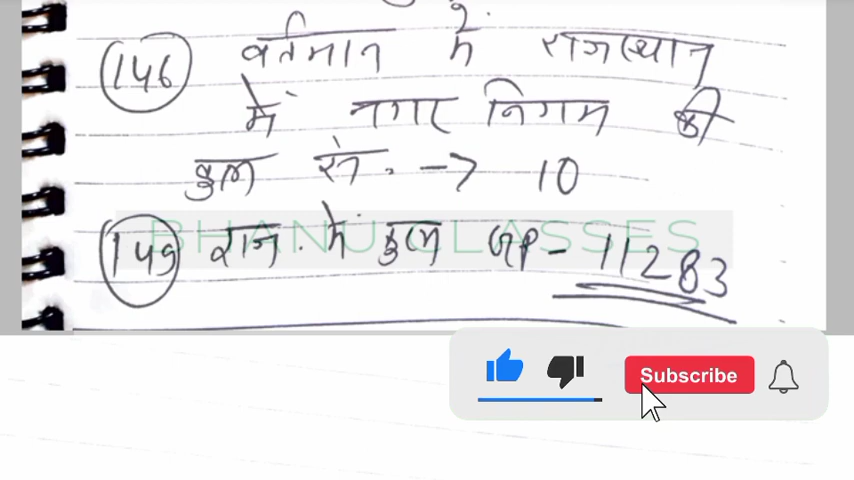 146 वर्तमान मे राजस्थान
में नगर निगम की
कुल सं. -> 10
149 राज. में कुल GP - 11283
BHANU CLASSES
Subscribe